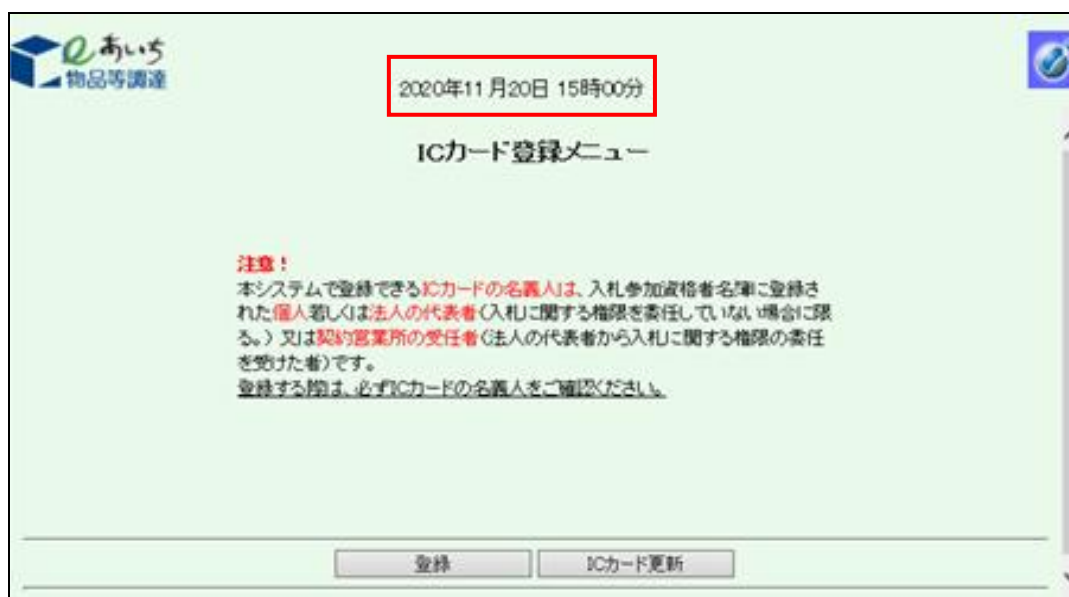 eあいち
物品等調達
2020年11月20日 15時00分
ICカード登録メニュー
注意！
本システムで登録できるICカードの名義人は、入札参加資格者名簿に登録さ
れた個人若しくは法人の代表者（入札に関する権限を委任していない場合に限
る。）又は契約営業所の受任者（法人の代表者から入札に関する権限の委任
を受けた者）です。
登録する際は、必ずICカードの名義人をご確認ください。
登録
ICカード更新